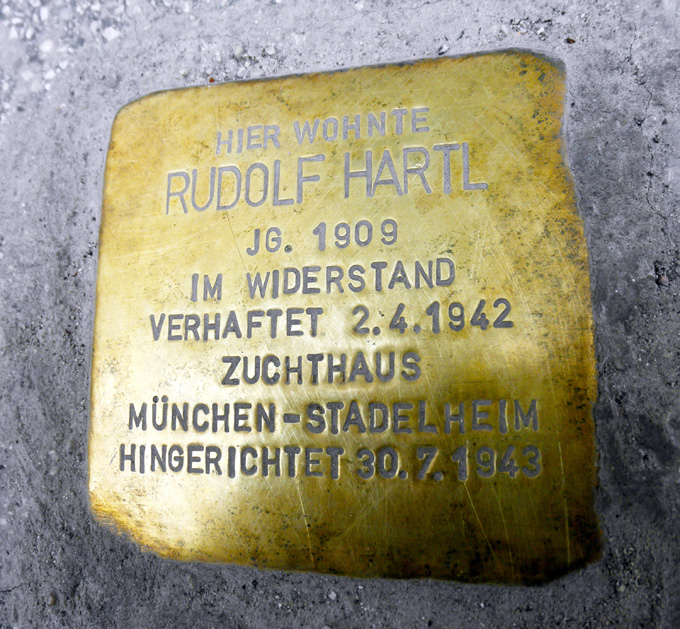 HIER WOHNTE
RUDOLF HARTL
JG. 1909
IM WIDERSTAND
VERHAFTET 2.4.1942
ZUCHTHAUS
MÜNCHEN-STADELHEIM
HINGERICHTET 30.7.1943